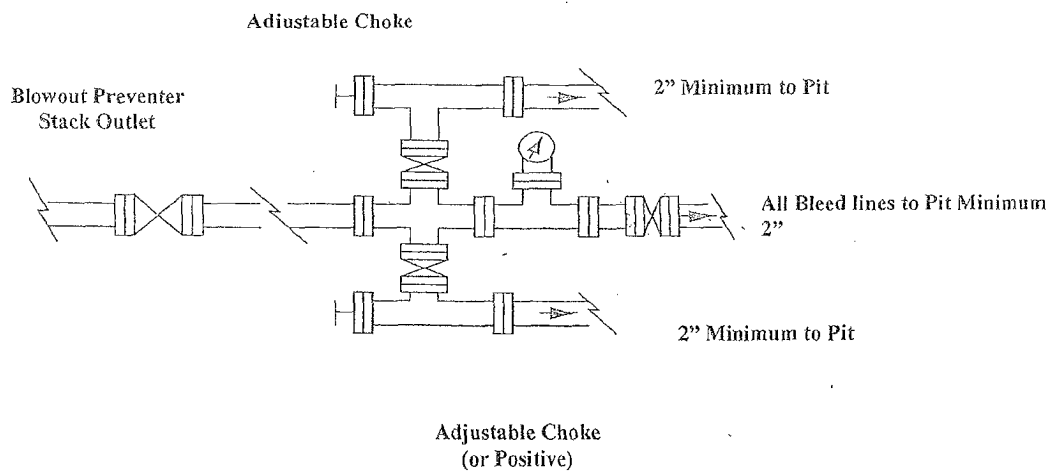 Adiustable Choke
2" Minimum to Pit
Blowout Preventer
Stack Outlet
All Bleed lines to Pit Minimum
2"
2" Minimum to Pit
Adjustable Choke
(or Positive)